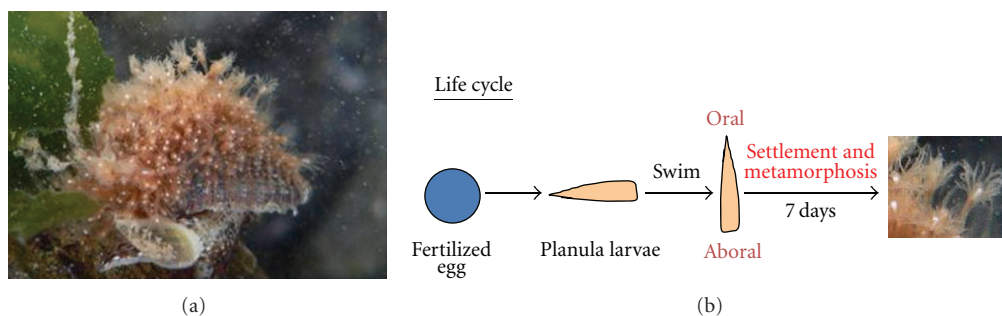 Life cycle
Oral
Settlement and
metamorphosis
Swim
7 days
Fertilized
egg
Planula larvae
Aboral
(a)
(b)